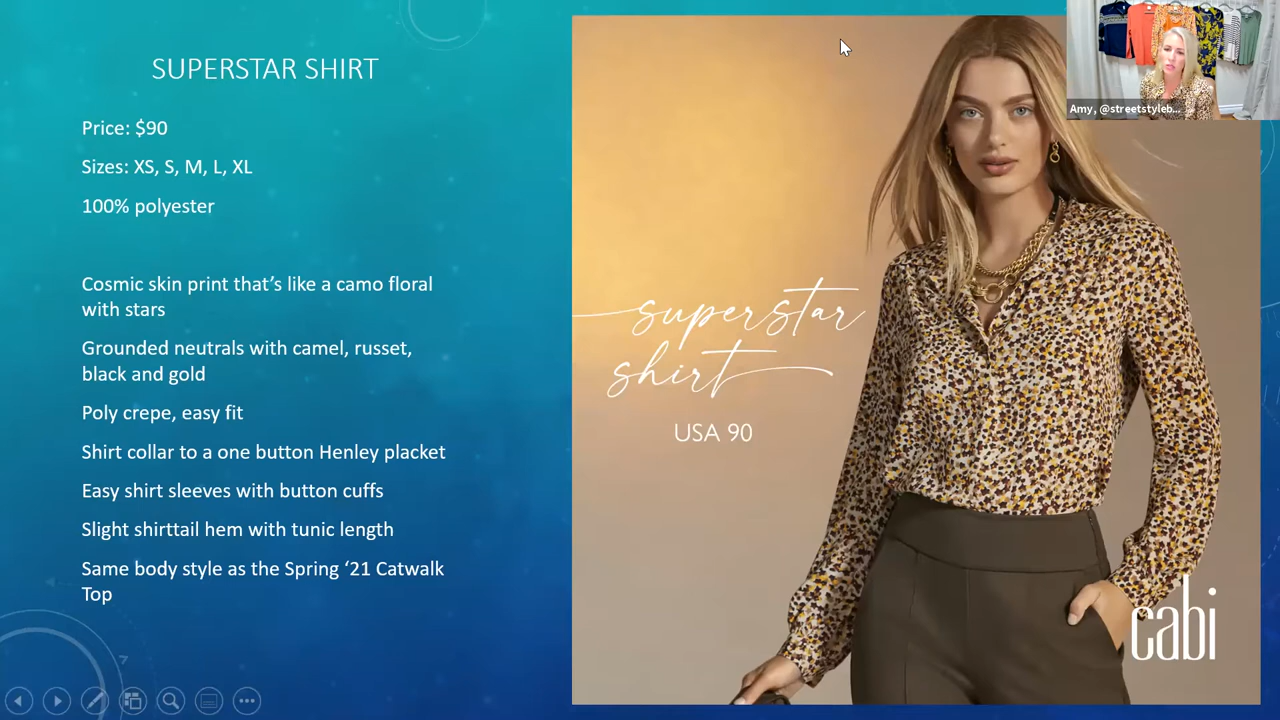 SUPERSTAR SHIRT
Price: $90
Sizes: XS, S, M, L, XL
100% polyester
Cosmic skin print that’s like a camo floral
with stars
Grounded neutrals with camel, russet,
black and gold
Poly crepe, easy fit
Shirt collar to a one button Henley placket
Easy shirt sleeves with button cuffs
Slight shirttail hem with tunic length
Same body style as the Spring ‘21 Catwalk
Top
superstar
shirt
USA 90
cabi
Amy, @streetstyleb...